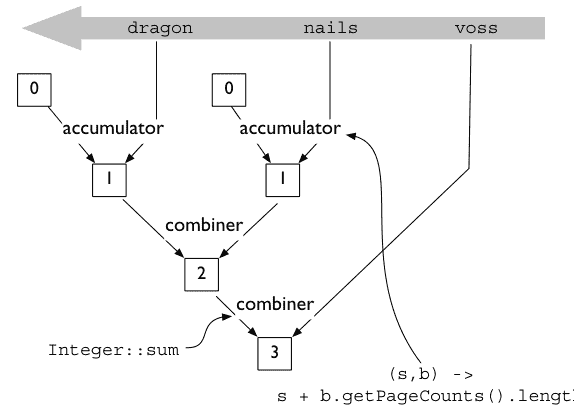 dragon nails voss
0 0
accumulator accumulator
1 1
combiner
2
combiner
Integer::sum
3
(s,b) ->
s + b.getPageCounts().length